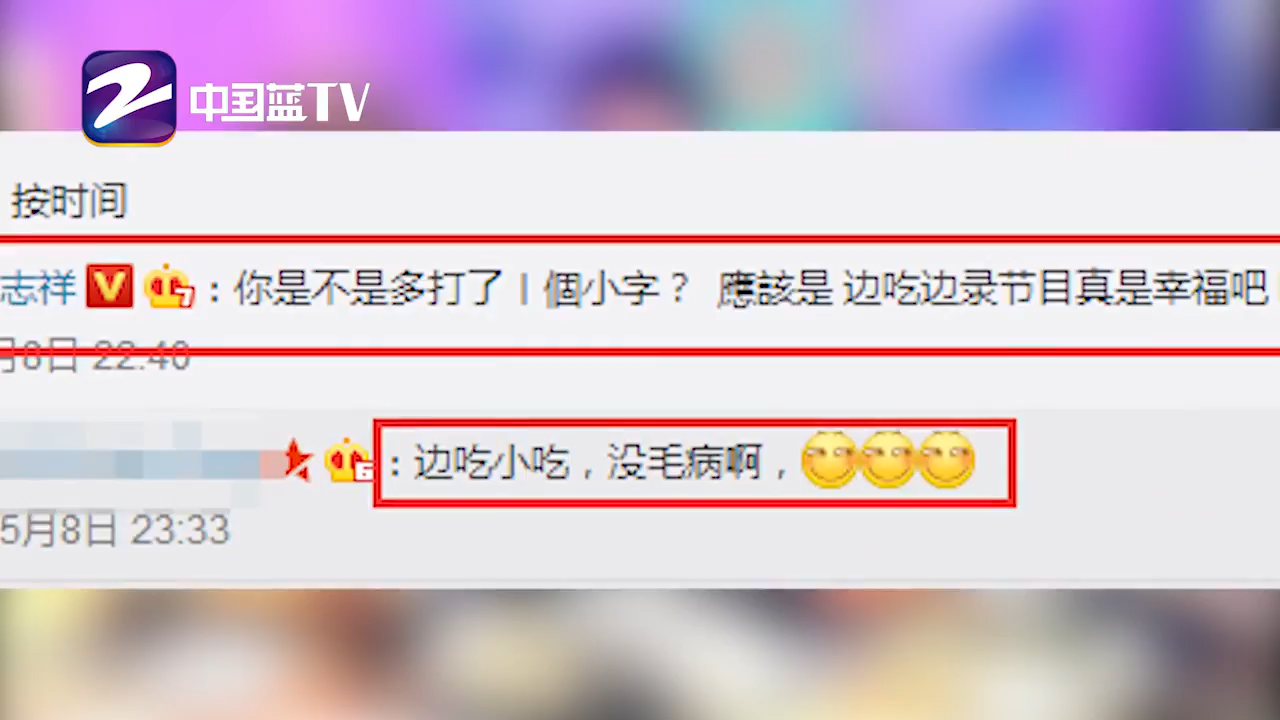 中国蓝TV
按时间
志祥 V 7：你是不是多打了｜個小字？ 應該是 边吃边录节目真是幸福吧
月8日 22:40
6：边吃小吃，没毛病啊，
5月8日 23:33